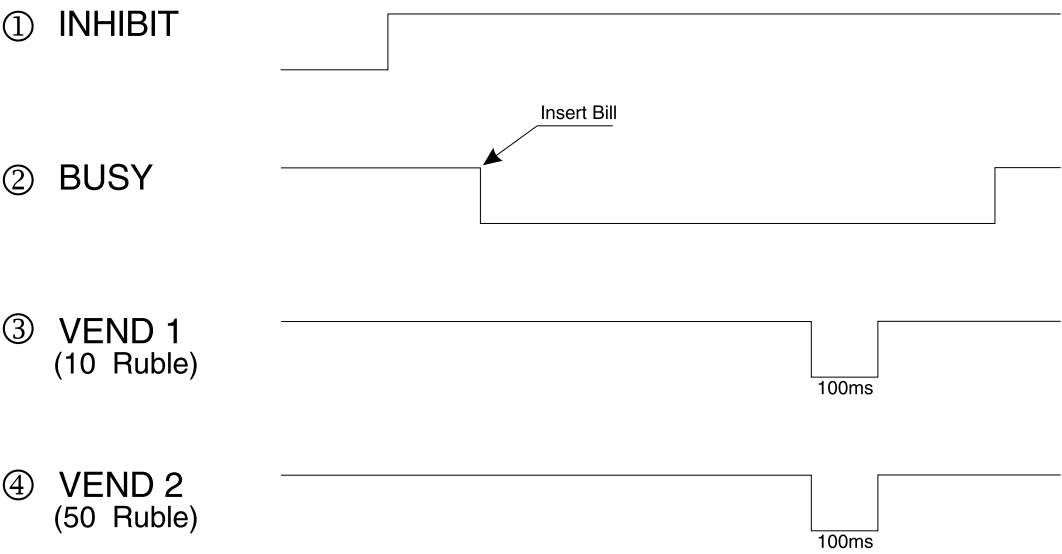 ① INHIBIT
Insert Bill
② BUSY
③ VEND 1
(10 Ruble)
100ms
④ VEND 2
(50 Ruble)
100ms